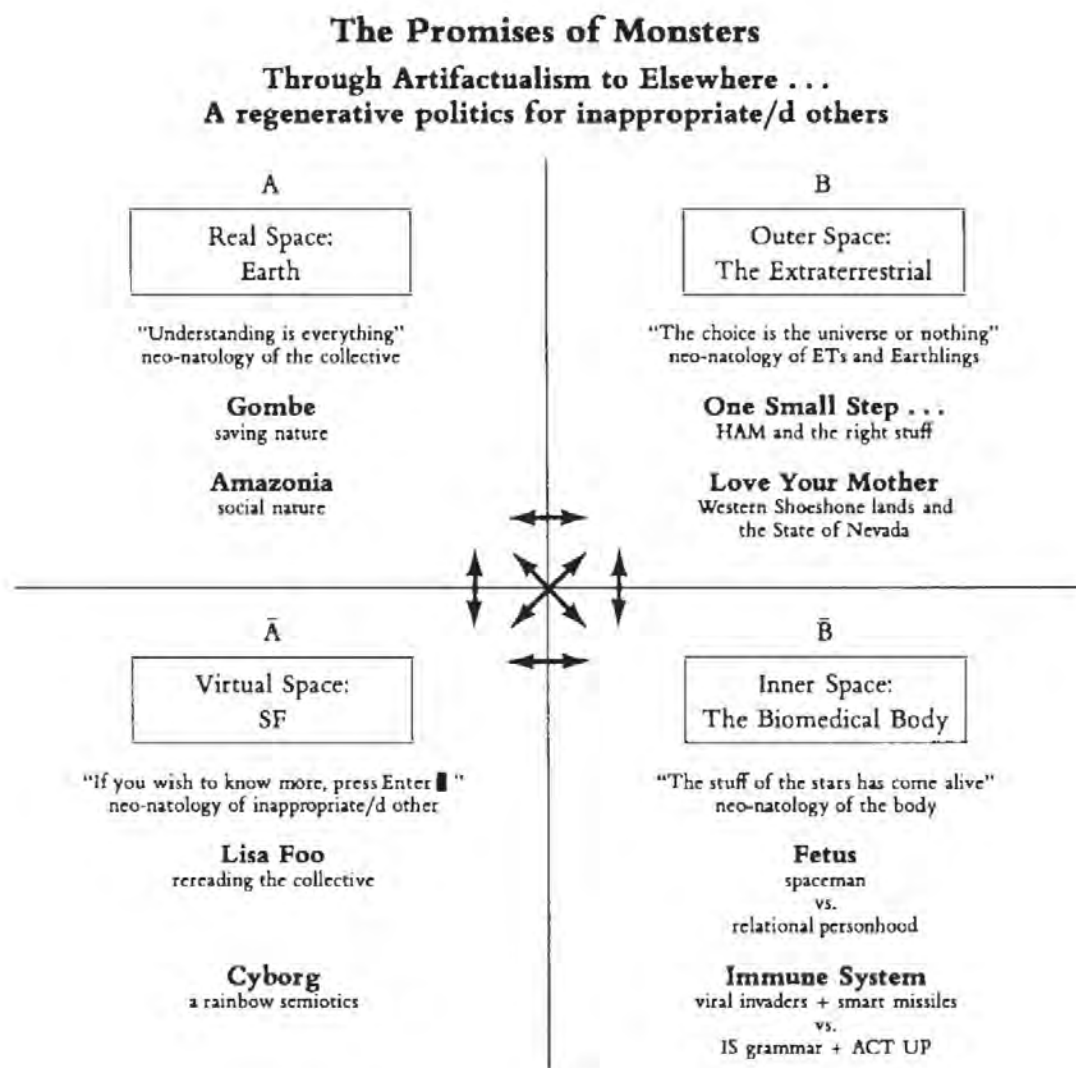 The Promises of Monsters
Through Artifactualism to Elsewhere . . .
A regenerative politics for inappropriate/d others
A
Real Space:
Earth
"Understanding is everything"
neo-natology of the collective
Gombe
saving nature
Amazonia
social nature
B
Outer Space:
The Extraterrestrial
"The choice is the universe or nothing"
neo-natology of ETs and Earthlings
One Small Step . . .
HAM and the right stuff
Love Your Mother
Western Shoeshone lands and
the State of Nevada
Ā
Virtual Space:
SF
"If you wish to know more, press Enter ▮ "
neo-natology of inappropriate/d other
Lisa Foo
rereading the collective
Cyborg
a rainbow semiotics
B̄
Inner Space:
The Biomedical Body
"The stuff of the stars has come alive"
neo-natology of the body
Fetus
spaceman
vs.
relational personhood
Immune System
viral invaders + smart missiles
vs.
IS grammar + ACT UP